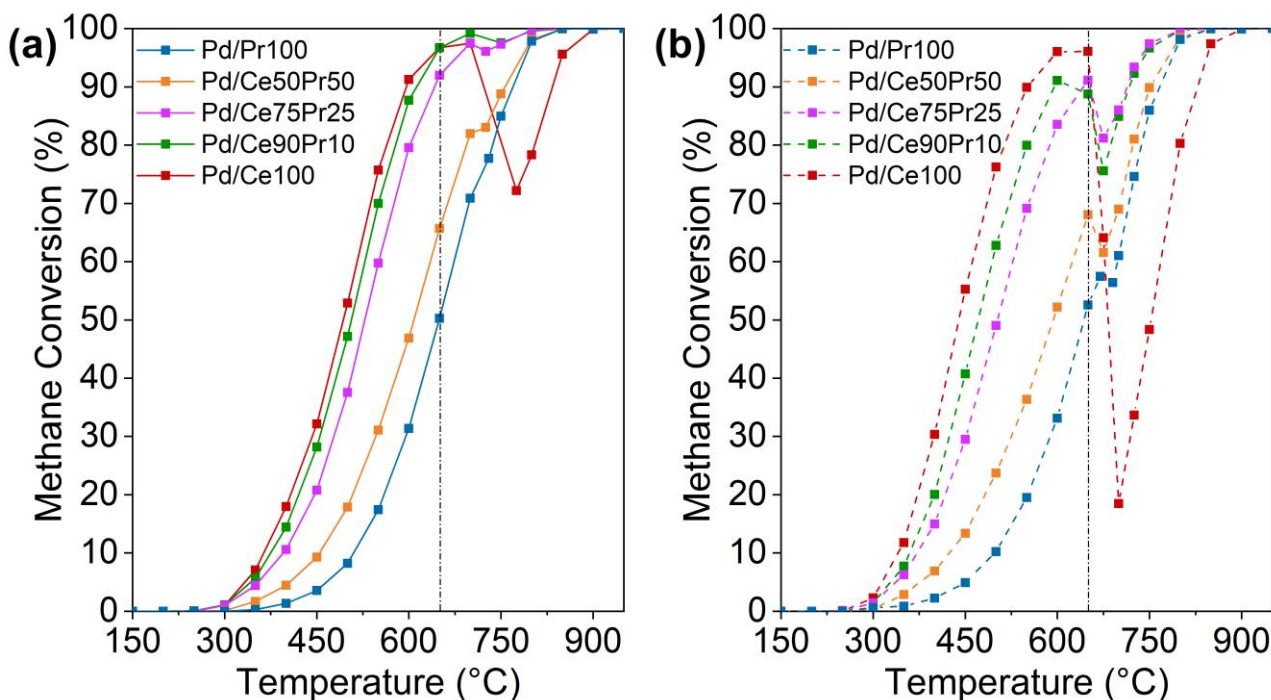 (a)
Pd/Pr100
Pd/Ce50Pr50
Pd/Ce75Pr25
Pd/Ce90Pr10
Pd/Ce100
Methane Conversion (%)
100
90
80
70
60
50
40
30
20
10
0
150 300 450 600 750 900
Temperature (°C)
(b)
Pd/Pr100
Pd/Ce50Pr50
Pd/Ce75Pr25
Pd/Ce90Pr10
Pd/Ce100
Methane Conversion (%)
100
90
80
70
60
50
40
30
20
10
0
150 300 450 600 750 900
Temperature (°C)